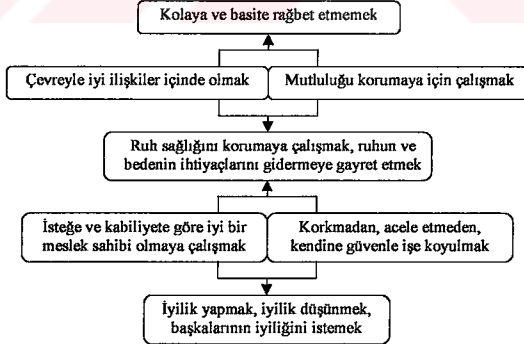 Kolaya ve basite rağbet etmemek
Çevreyle iyi ilişkiler içinde olmak
Mutluluğu korumaya için çalışmak
Ruh sağlığını korumaya çalışmak, ruhun ve
bedenin ihtiyaçlarını gidermeye gayret etmek
İsteğe ve kabiliyete göre iyi bir
meslek sahibi olmaya çalışmak
Korkmadan, acele etmeden,
kendine güvenle işe koyulmak
İyilik yapmak, iyilik düşünmek,
başkalarının iyiliğini istemek